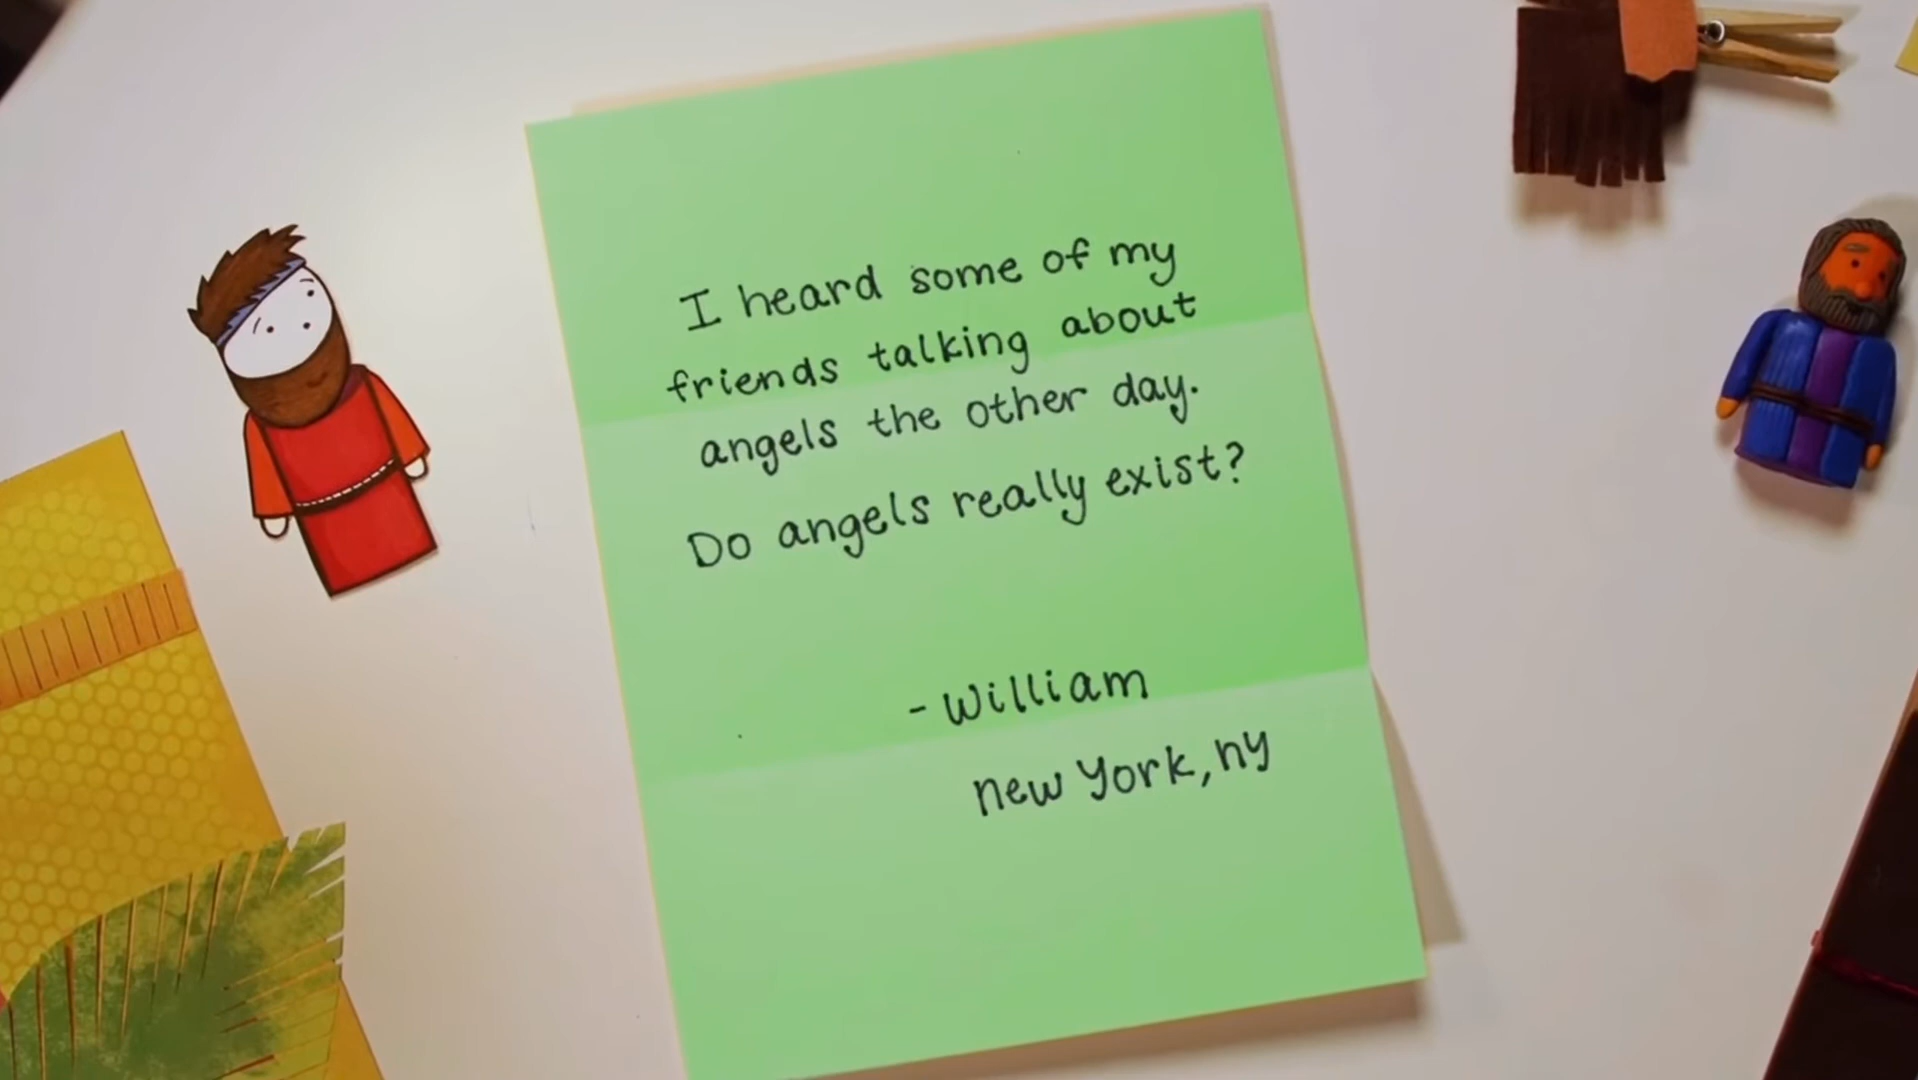 I heard some of my
friends talking about
angels the other day.
Do angels really exist?
- William
New York, NY